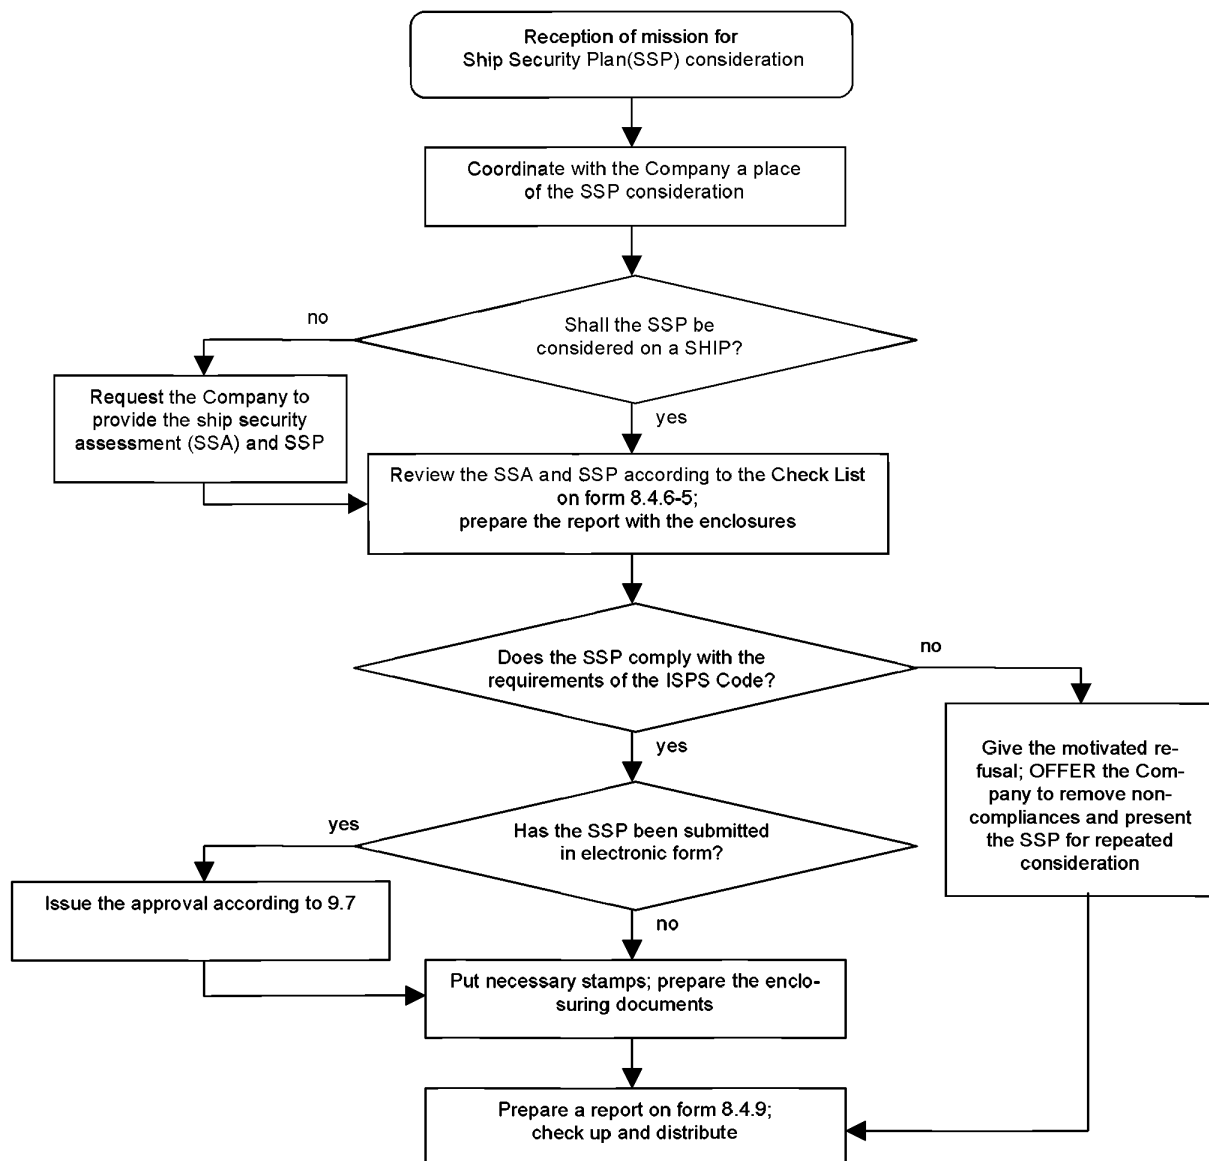 Reception of mission for
Ship Security Plan(SSP) consideration
Coordinate with the Company a place
of the SSP consideration
no
Shall the SSP be
considered on a SHIP?
Request the Company to
provide the ship security
assessment (SSA) and SSP
yes
Review the SSA and SSP according to the Check List
on form 8.4.6-5;
prepare the report with the enclosures
Does the SSP comply with the
requirements of the ISPS Code?
no
yes
Give the motivated re-
fusal; OFFER the Com-
pany to remove non-
compliances and present
the SSP for repeated
consideration
yes
Has the SSP been submitted
in electronic form?
Issue the approval according to 9.7
no
Put necessary stamps; prepare the enclo-
suring documents
Prepare a report on form 8.4.9;
check up and distribute